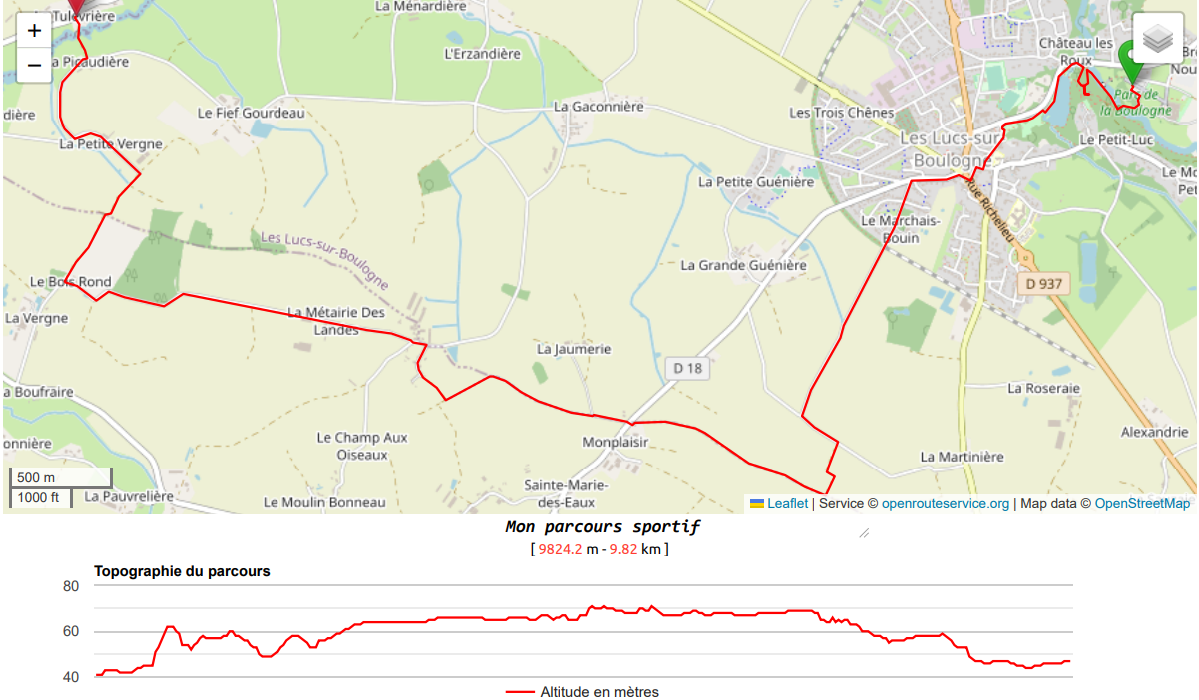 Tulévrière
La Ménardière
+
−
a Picaudière
L'Erzandière
Château les
Roux
Parc de
la Boulogne
dière
Le Fief Gourdeau
La Gaconnière
Les Trois Chênes
La Petite Vergne
Les Lucs-sur-
Boulogne
Le Petit-Luc
La Petite Guénière
Rue Richelieu
Le Marchais-
Bouin
Les Lucs-sur-Boulogne
La Grande Guénière
Le Bois Rond
D 937
La Vergne
La Métairie Des
Landes
La Jaumerie
D 18
a Boufraire
La Roseraie
Le Champ Aux
Oiseaux
Monplaisir
Alexandrie
onnière
La Martinière
500 m
1000 ft
La Pauvrelière
Le Moulin Bonneau
Sainte-Marie-
des-Eaux
Leaflet | Service © openrouteservice.org | Map data © OpenStreetMap
Mon parcours sportif
[ 9824.2 m - 9.82 km ]
Topographie du parcours
80
60
40
Altitude en mètres